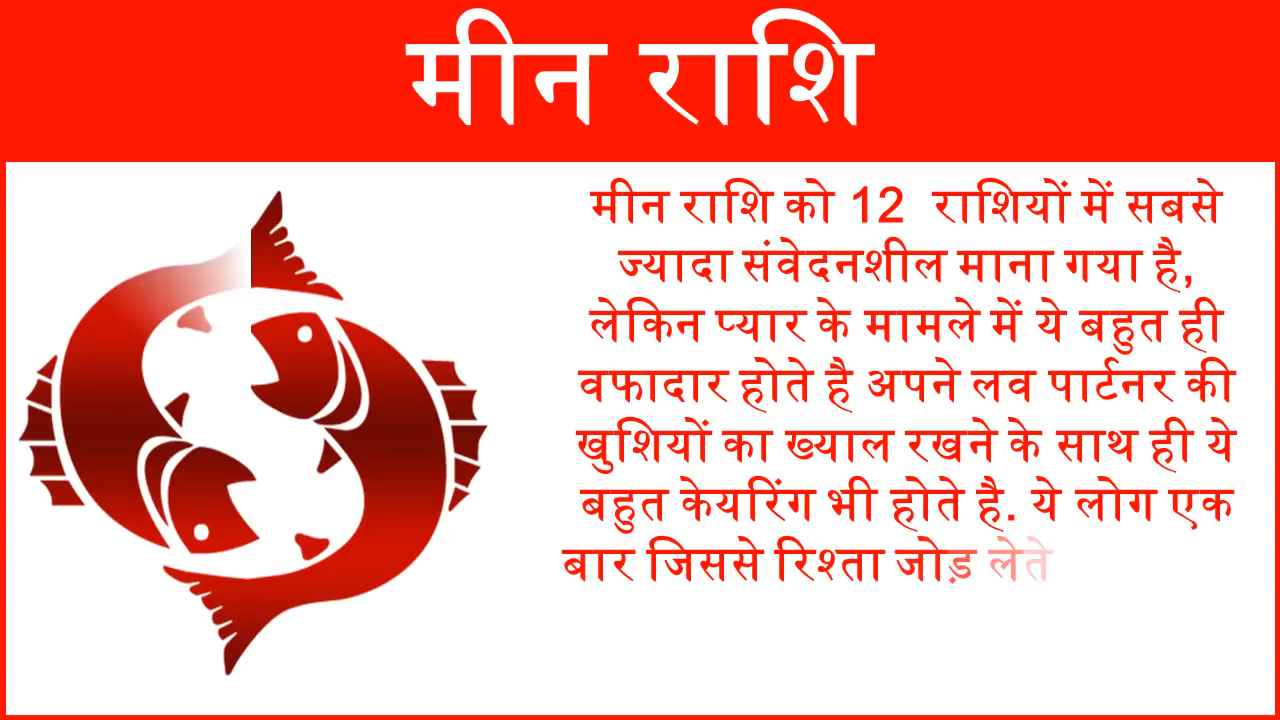 मीन राशि
मीन राशि को 12 राशियों में सबसे
ज्यादा संवेदनशील माना गया है,
लेकिन प्यार के मामले में ये बहुत ही
वफादार होते है अपने लव पार्टनर की
खुशियों का ख्याल रखने के साथ ही ये
बहुत केयरिंग भी होते है. ये लोग एक
बार जिससे रिश्ता जोड़ लेते